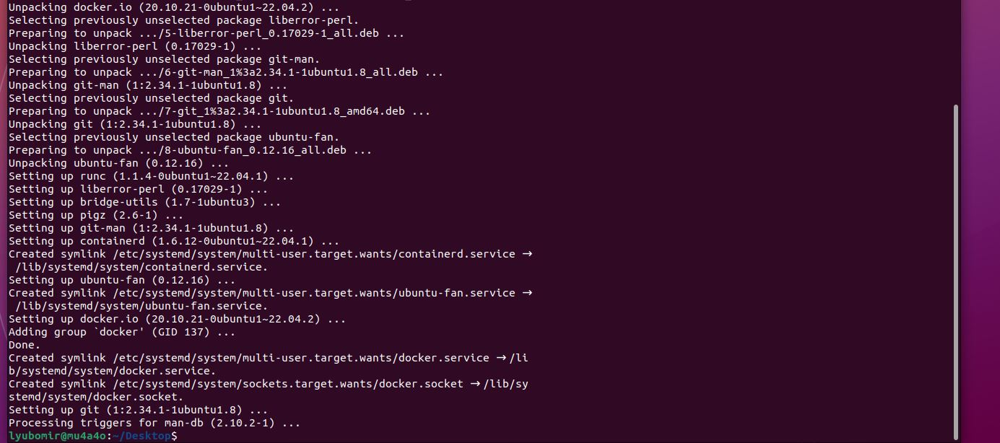 Unpacking docker.io (20.10.21-0ubuntu1~22.04.2) ...
Selecting previously unselected package liberror-perl.
Preparing to unpack .../5-liberror-perl_0.17029-1_all.deb ...
Unpacking liberror-perl (0.17029-1) ...
Selecting previously unselected package git-man.
Preparing to unpack .../6-git-man_1%3a2.34.1-1ubuntu1.8_all.deb ...
Unpacking git-man (1:2.34.1-1ubuntu1.8) ...
Selecting previously unselected package git.
Preparing to unpack .../7-git_1%3a2.34.1-1ubuntu1.8_amd64.deb ...
Unpacking git (1:2.34.1-1ubuntu1.8) ...
Selecting previously unselected package ubuntu-fan.
Preparing to unpack .../8-ubuntu-fan_0.12.16_all.deb ...
Unpacking ubuntu-fan (0.12.16) ...
Setting up runc (1.1.4-0ubuntu1~22.04.1) ...
Setting up liberror-perl (0.17029-1) ...
Setting up bridge-utils (1.7-1ubuntu3) ...
Setting up pigz (2.6-1) ...
Setting up git-man (1:2.34.1-1ubuntu1.8) ...
Setting up containerd (1.6.12-0ubuntu1~22.04.1) ...
Created symlink /etc/systemd/system/multi-user.target.wants/containerd.service →
 /lib/systemd/system/containerd.service.
Setting up ubuntu-fan (0.12.16) ...
Created symlink /etc/systemd/system/multi-user.target.wants/ubuntu-fan.service →
 /lib/systemd/system/ubuntu-fan.service.
Setting up docker.io (20.10.21-0ubuntu1~22.04.2) ...
Adding group `docker' (GID 137) ...
Done.
Created symlink /etc/systemd/system/multi-user.target.wants/docker.service → /li
b/systemd/system/docker.service.
Created symlink /etc/systemd/system/sockets.target.wants/docker.socket → /lib/sy
stemd/system/docker.socket.
Setting up git (1:2.34.1-1ubuntu1.8) ...
Processing triggers for man-db (2.10.2-1) ...
lyubomir@mu4a4o:~/Desktop$